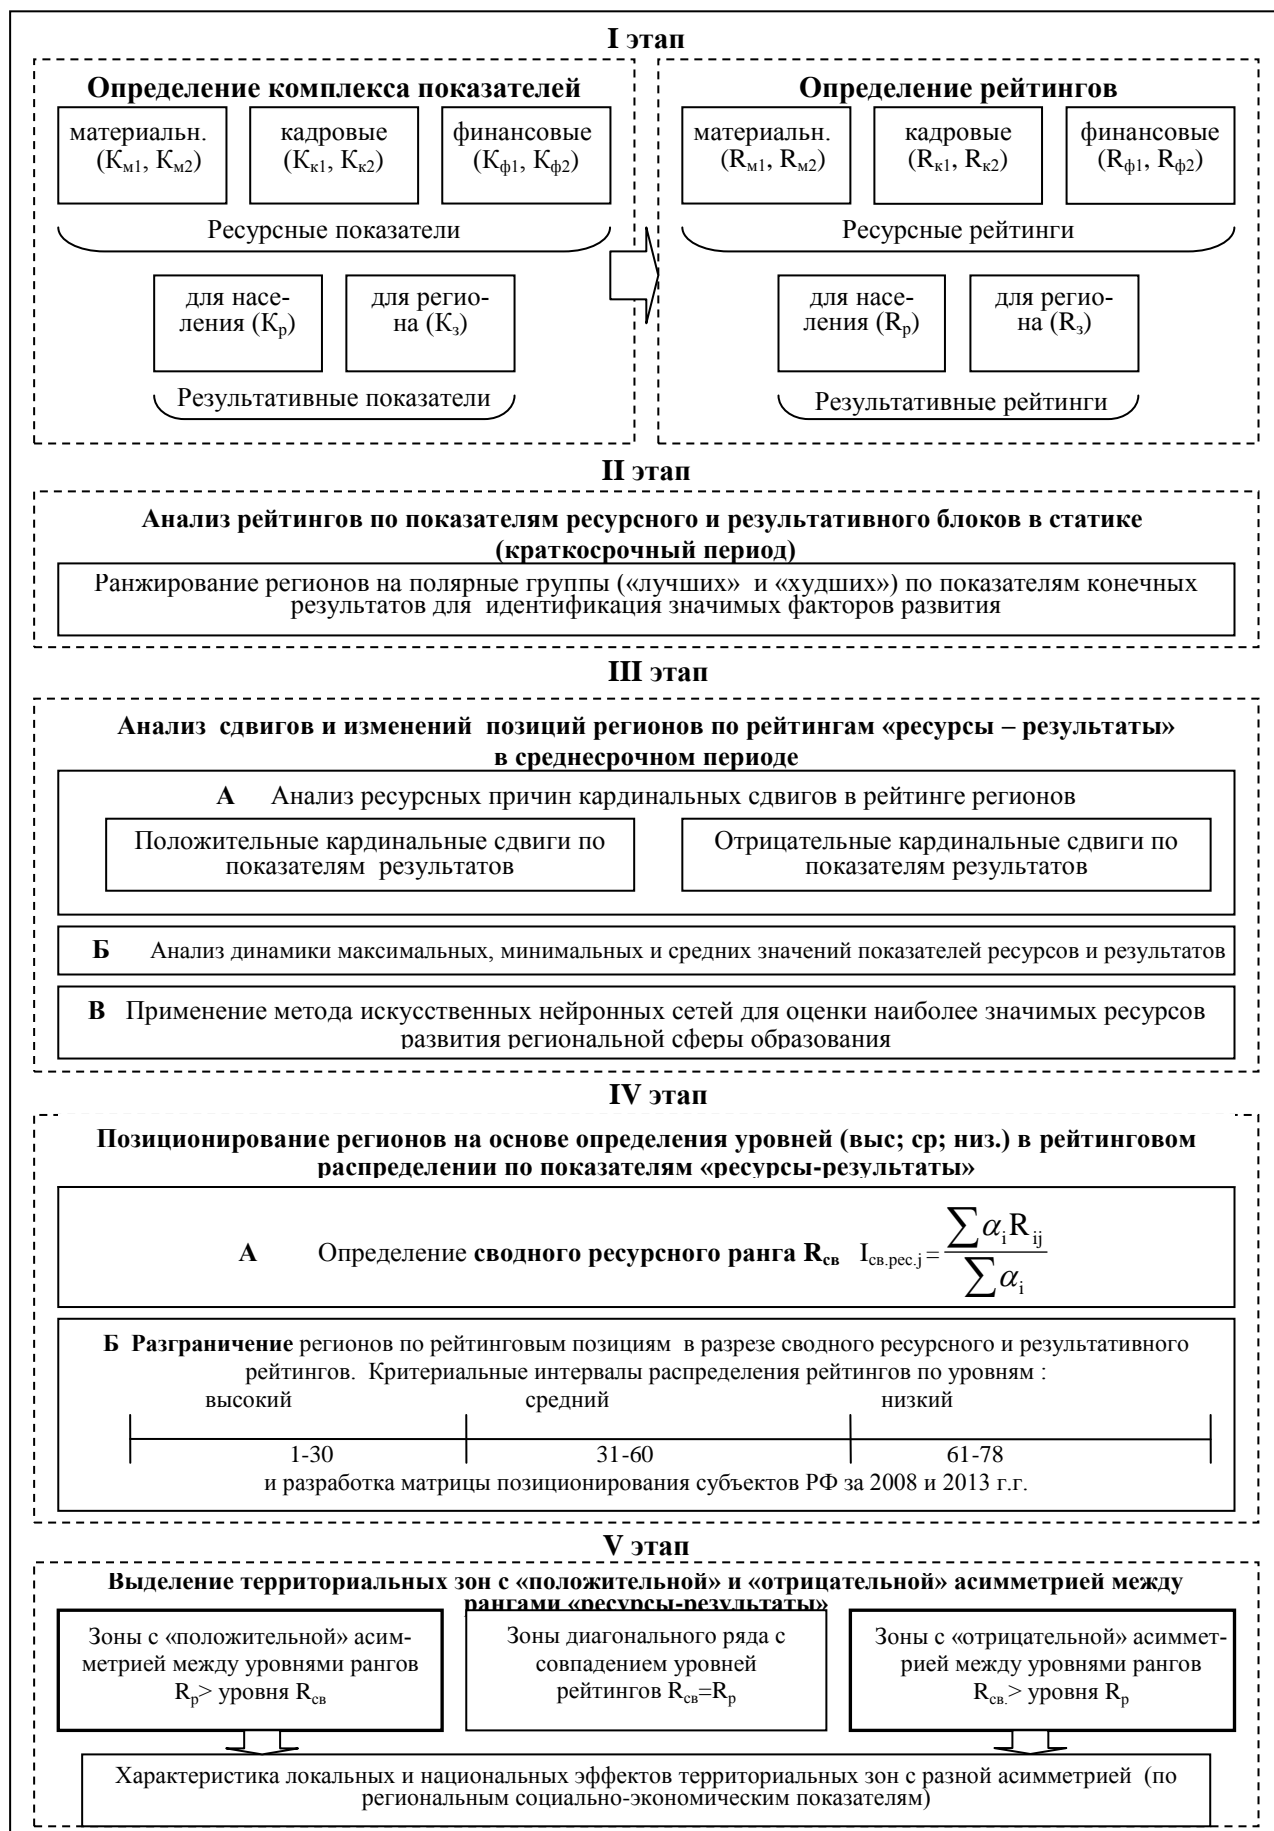 I этап
Определение комплекса показателей
материальн.
(Kм1, Kм2)
кадровые
(Kк1, Kк2)
финансовые
(Kф1, Kф2)
Ресурсные показатели
для насе-
ления (Kр)
для регио-
на (Kз)
Результативные показатели
Определение рейтингов
материальн.
(Rм1, Rм2)
кадровые
(Rк1, Rк2)
финансовые
(Rф1, Rф2)
Ресурсные рейтинги
для насе-
ления (Rр)
для регио-
на (Rз)
Результативные рейтинги
II этап
Анализ рейтингов по показателям ресурсного и результативного блоков в статике
(краткосрочный период)
Ранжирование регионов на полярные группы («лучших» и «худших») по показателям конечных
результатов для идентификация значимых факторов развития
III этап
Анализ сдвигов и изменений позиций регионов по рейтингам «ресурсы – результаты»
в среднесрочном периоде
А Анализ ресурсных причин кардинальных сдвигов в рейтинге регионов
Положительные кардинальные сдвиги по
показателям результатов
Отрицательные кардинальные сдвиги по
показателям результатов
Б Анализ динамики максимальных, минимальных и средних значений показателей ресурсов и результатов
В Применение метода искусственных нейронных сетей для оценки наиболее значимых ресурсов
развития региональной сферы образования
IV этап
Позиционирование регионов на основе определения уровней (выс; ср; низ.) в рейтинговом
распределении по показателям «ресурсы-результаты»
А Определение сводного ресурсного ранга Rсв Iсв.рес.j = ∑αiRij / ∑αi
Б Разграничение регионов по рейтинговым позициям в разрезе сводного ресурсного и результативного
рейтингов. Критериальные интервалы распределения рейтингов по уровням :
высокий средний низкий
1-30 31-60 61-78
и разработка матрицы позиционирования субъектов РФ за 2008 и 2013 г.г.
V этап
Выделение территориальных зон с «положительной» и «отрицательной» асимметрией между
рангами «ресурсы-результаты»
Зоны с «положительной» асим-
метрией между уровнями рангов
Rр> уровня Rсв
Зоны диагонального ряда с
совпадением уровней
рейтингов Rсв=Rр
Зоны с «отрицательной» асиммет-
рией между уровнями рангов
Rсв.> уровня Rр
Характеристика локальных и национальных эффектов территориальных зон с разной асимметрией (по
региональным социально-экономическим показателям)